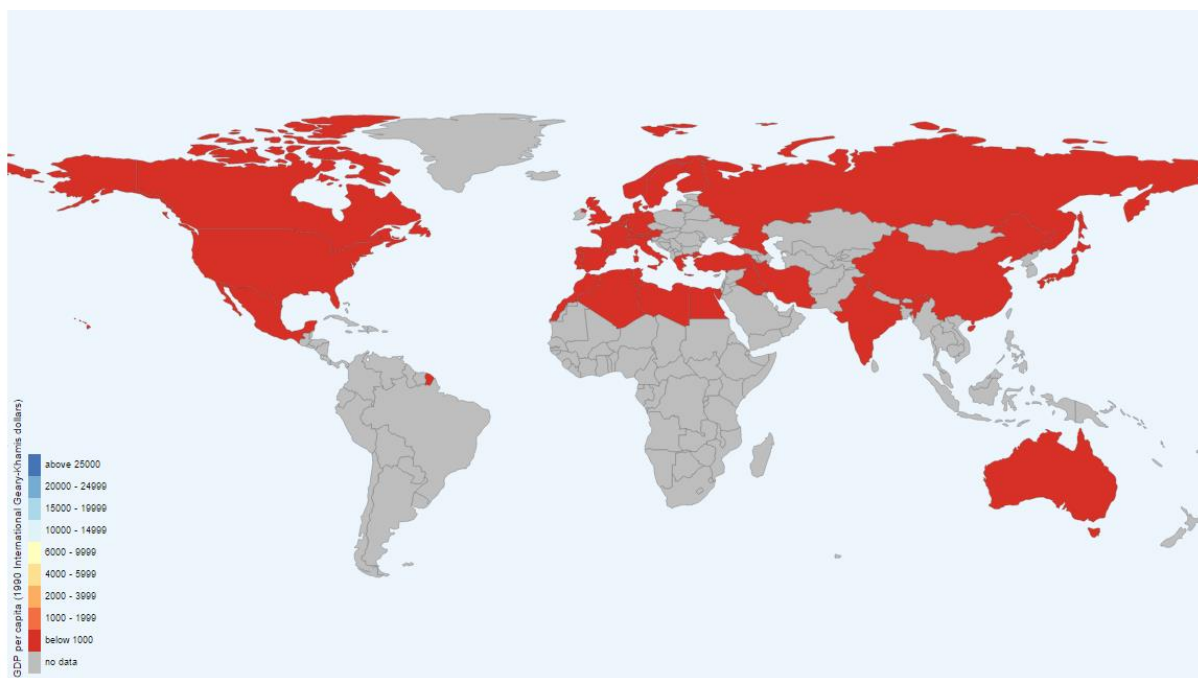 GDP per capita (1990 International Geary-Khamis dollars)
above 25000
20000 - 24999
15000 - 19999
10000 - 14999
6000 - 9999
4000 - 5999
2000 - 3999
1000 - 1999
below 1000
no data